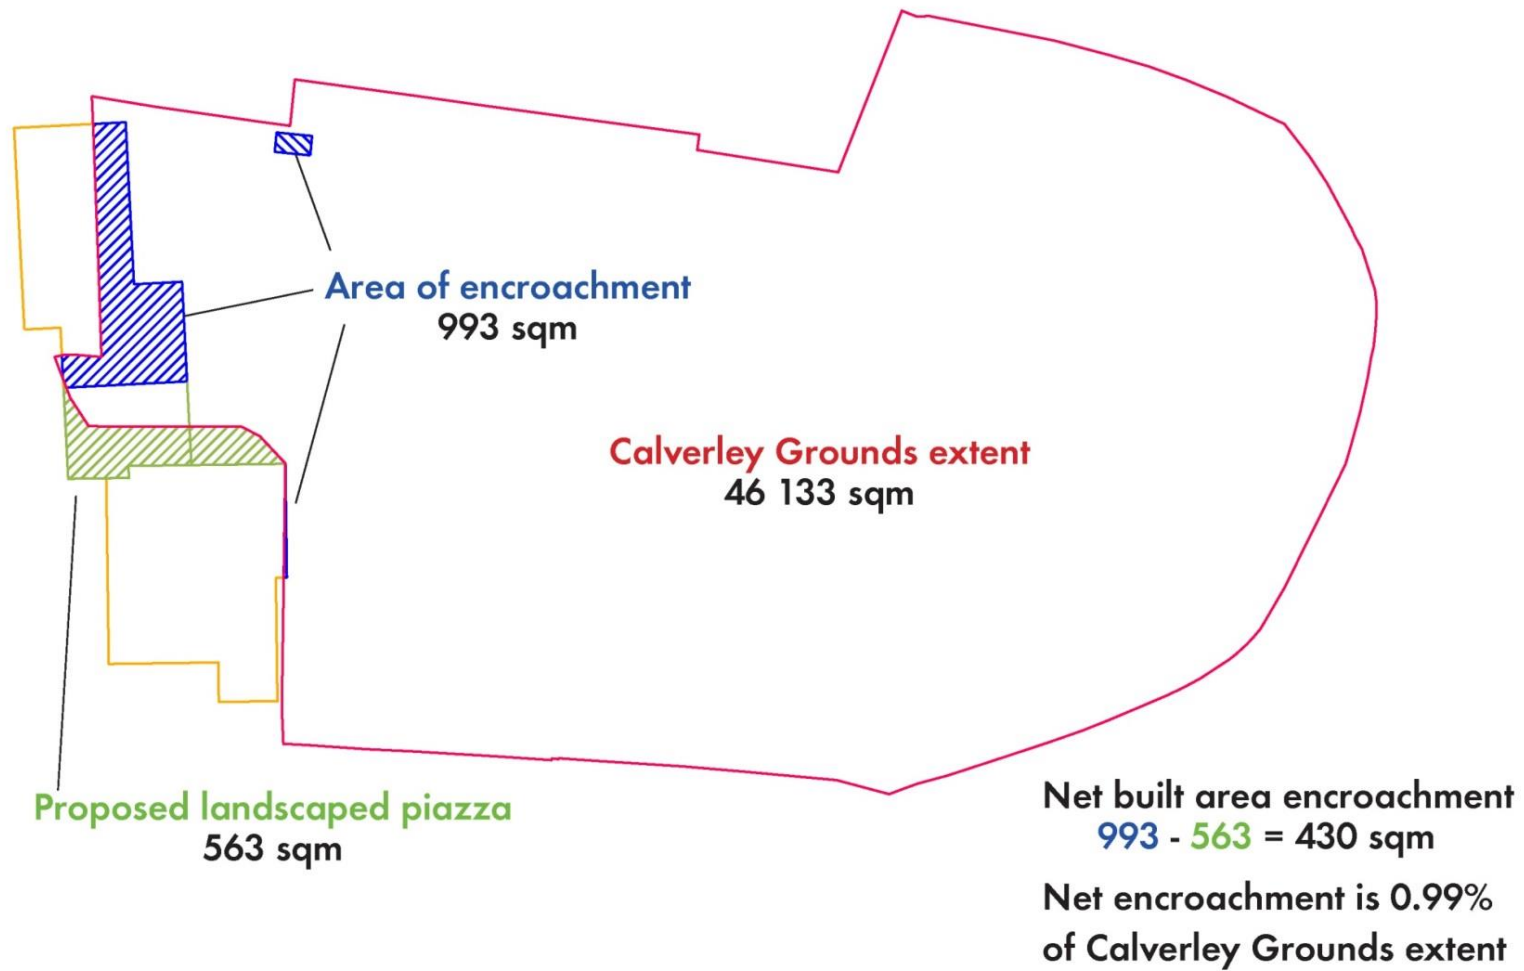 Area of encroachment
993 sqm
Calverley Grounds extent
46 133 sqm
Proposed landscaped piazza
563 sqm
Net built area encroachment
993 - 563 = 430 sqm
Net encroachment is 0.99%
of Calverley Grounds extent